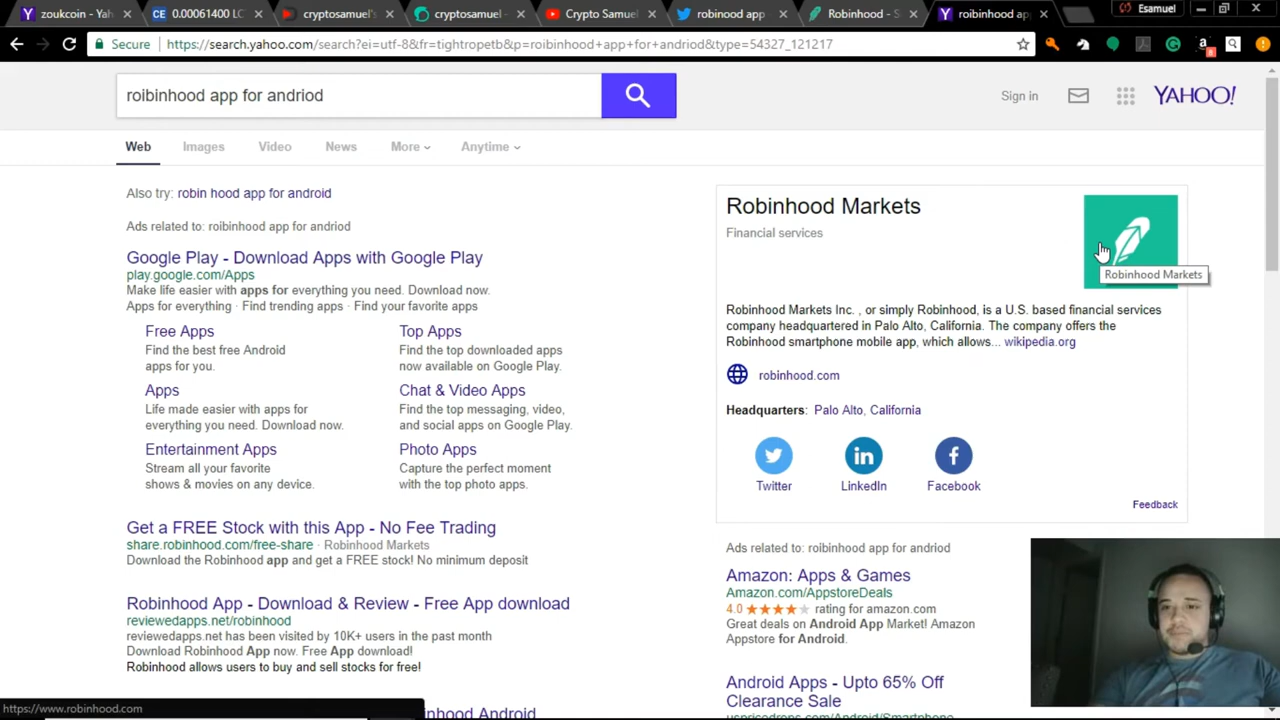 zoukcoin - Yah
0.00061400 LC
cryptosamuel's
cryptosamuel -
Crypto Samuel
robinood app
Robinhood - S
roibinhood app
Esamuel
Secure
https://search.yahoo.com/search?ei=utf-8&fr=tightropetb&p=roibinhood+app+for+andriod&type=54327_121217
roibinhood app for andriod
Sign in
YAHOO!
Web Images Video News More Anytime
Also try: robin hood app for android
Ads related to: roibinhood app for andriod
Google Play - Download Apps with Google Play
play.google.com/Apps
Make life easier with apps for everything you need. Download now.
Apps for everything · Find trending apps · Find your favorite apps
Free Apps
Find the best free Android
apps for you.
Top Apps
Find the top downloaded apps
now available on Google Play.
Apps
Life made easier with apps for
everything you need. Download now.
Chat & Video Apps
Find the top messaging, video,
and social apps on Google Play.
Entertainment Apps
Stream all your favorite
shows & movies on any device.
Photo Apps
Capture the perfect moment
with the top photo apps.
Get a FREE Stock with this App - No Fee Trading
share.robinhood.com/free-share · Robinhood Markets
Download the Robinhood app and get a FREE stock! No minimum deposit
Robinhood App - Download & Review - Free App download
reviewedapps.net/robinhood
reviewedapps.net has been visited by 10K+ users in the past month
Download Robinhood App now. Free App download!
Robinhood allows users to buy and sell stocks for free!
inhood Android
https://www.robinhood.com
Robinhood Markets
Financial services
Robinhood Markets
Robinhood Markets Inc. , or simply Robinhood, is a U.S. based financial services
company headquartered in Palo Alto, California. The company offers the
Robinhood smartphone mobile app, which allows... wikipedia.org
robinhood.com
Headquarters: Palo Alto, California
Twitter
LinkedIn
Facebook
Feedback
Ads related to: roibinhood app for andriod
Amazon: Apps & Games
Amazon.com/AppstoreDeals
4.0 ★★★★★ rating for amazon.com
Great deals on Android App Market! Amazon
Appstore for Android.
Android Apps - Upto 65% Off
Clearance Sale